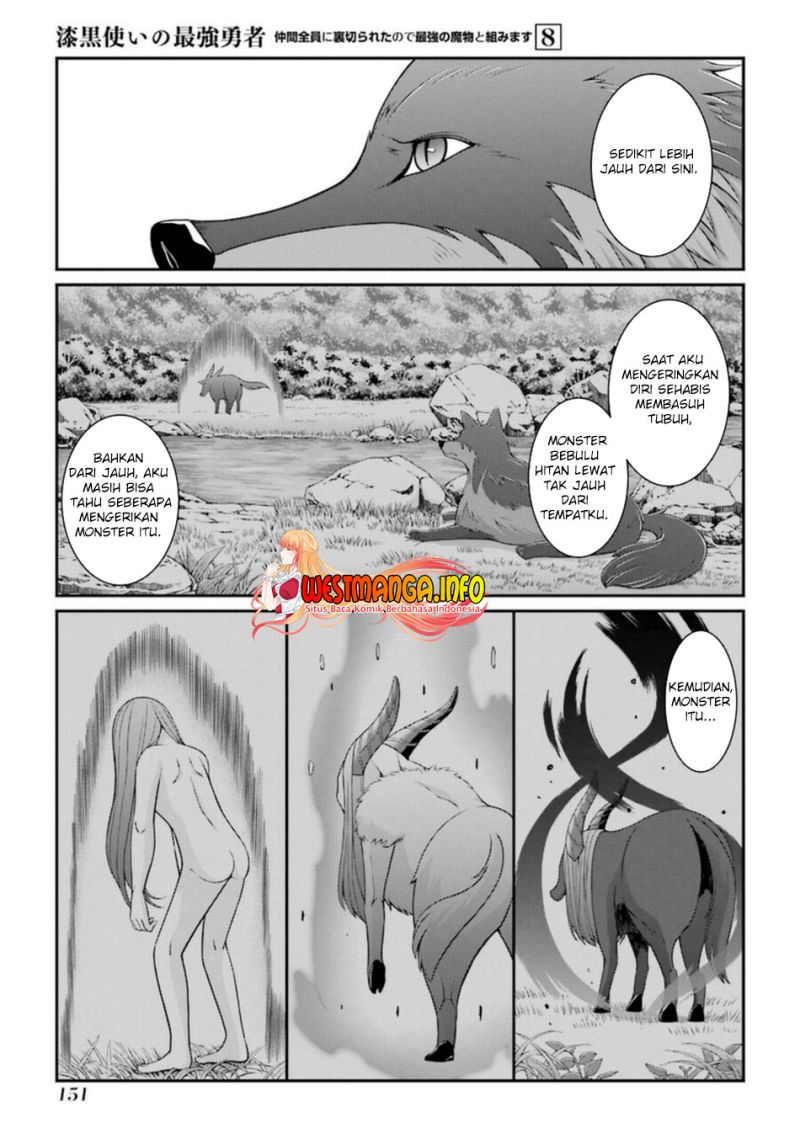 漆黒使いの最強勇者 仲間全員に裏切られたので最強の魔物と組みます 8
SEDIKIT LEBIH
JAUH DARI SINI.
SAAT AKU
MENGERINGKAN
DIRI SEHABIS
MEMBASUH
TUBUH,
MONSTER
BEBULU
HITAN LEWAT
TAK JAUH
DARI
TEMPATKU.
BAHKAN
DARI JAUH, AKU
MASIH BISA
TAHU SEBERAPA
MENGERIKAN
MONSTER ITU.
WESTMANGA.INFO
Situs Baca Komik Berbahasa Indonesia
KEMUDIAN,
MONSTER
ITU...
151